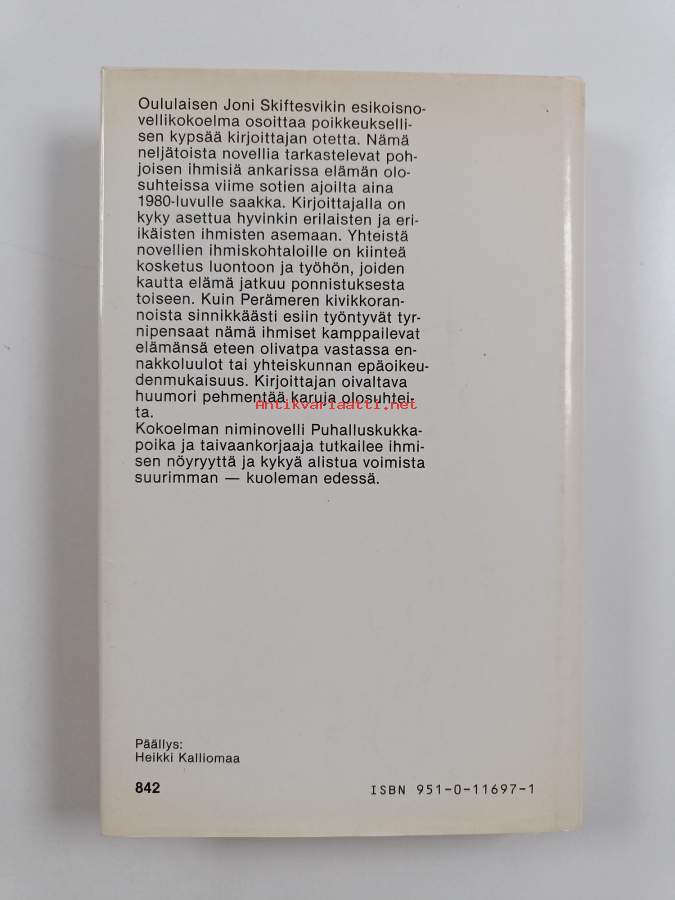 Oululaisen Joni Skiftesvikin esikoisno-
vellikokoelma osoittaa poikkeukselli-
sen kypsää kirjoittajan otetta. Nämä
neljätoista novellia tarkastelevat poh-
joisen ihmisiä ankarissa elämän olo-
suhteissa viime sotien ajoilta aina
1980-luvulle saakka. Kirjoittajalla on
kyky asettua hyvinkin erilaisten ja eri-
ikäisten ihmisten asemaan. Yhteistä
novellien ihmiskohtaloille on kiinteä
kosketus luontoon ja työhön, joiden
kautta elämä jatkuu ponnistuksesta
toiseen. Kuin Perämeren kivikkoran-
noista sinnikkäästi esiin työntyvät tyr-
nipensaat nämä ihmiset kamppailevat
elämänsä eteen olivatpa vastassa en-
nakkoluulot tai yhteiskunnan epäoikeu-
denmukaisuus. Kirjoittajan oivaltava
huumori pehmentää karuja olosuhtei-
ta.
Antikvariaatti.net
Kokoelman niminovelli Puhalluskukka-
poika ja taivaankorjaaja tutkailee ihmi-
sen nöyryyttä ja kykyä alistua voimista
suurimman — kuoleman edessä.
Päällys:
Heikki Kalliomaa
842
ISBN 951-0-11697-1